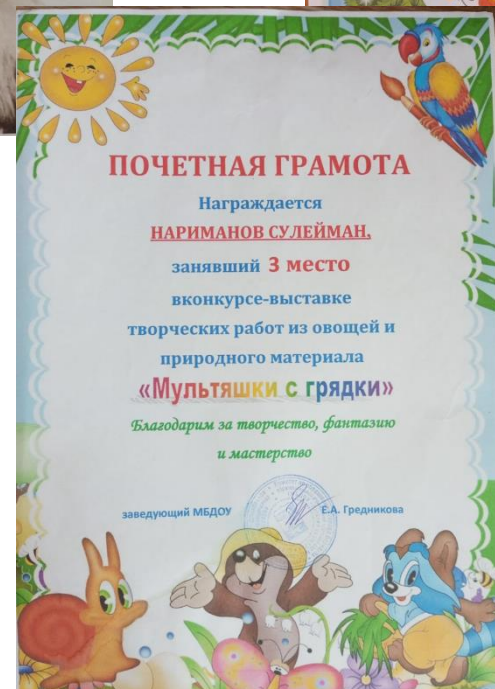 ПОЧЕТНАЯ ГРАМОТА
Награждается
НАРИМАНОВ СУЛЕЙМАН,
занявший 3 место
вконкурсе-выставке
творческих работ из овощей и
природного материала
«Мультяшки с грядки»
Благодарим за творчество, фантазию
и мастерство
заведующий МБДОУ Е.А. Гредникова